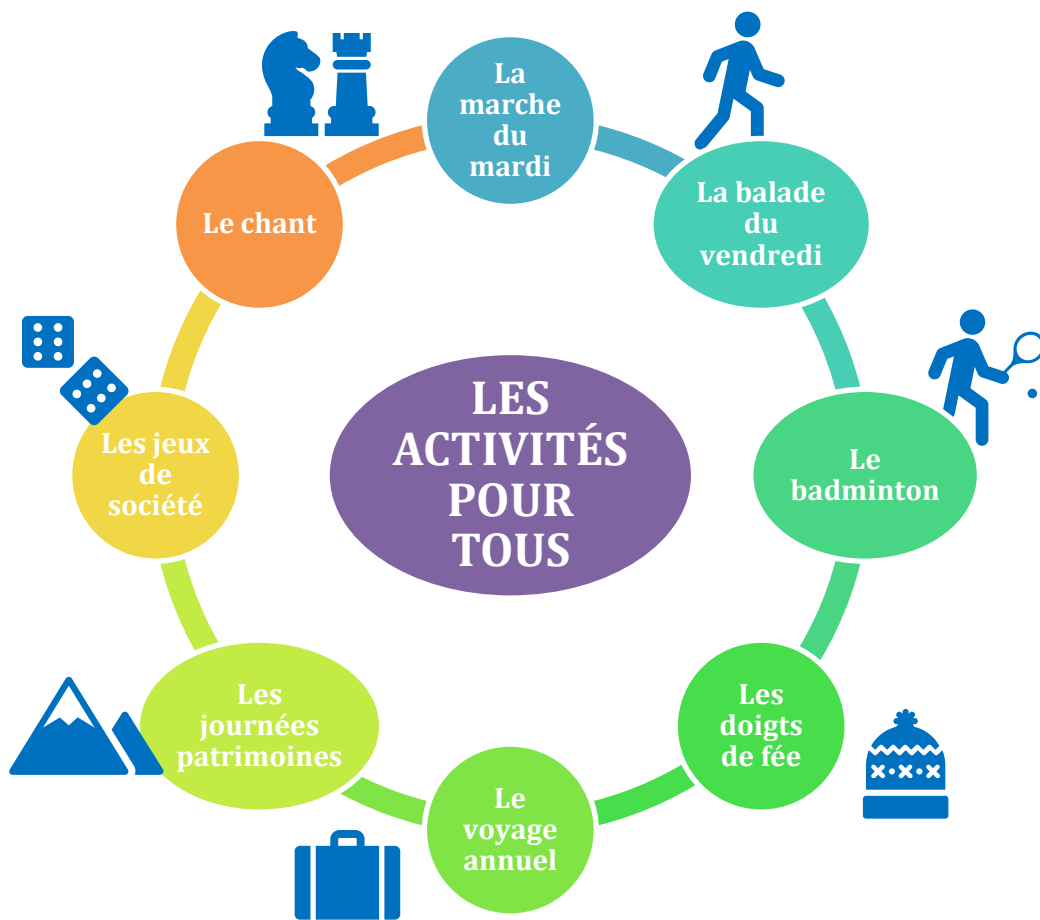 La
marche
du
mardi
La balade
du
vendredi
Le
badminton
Les
doigts
de fée
Le
voyage
annuel
Les
journées
patrimoines
Les jeux
de
société
Le chant
LES
ACTIVITÉS
POUR
TOUS